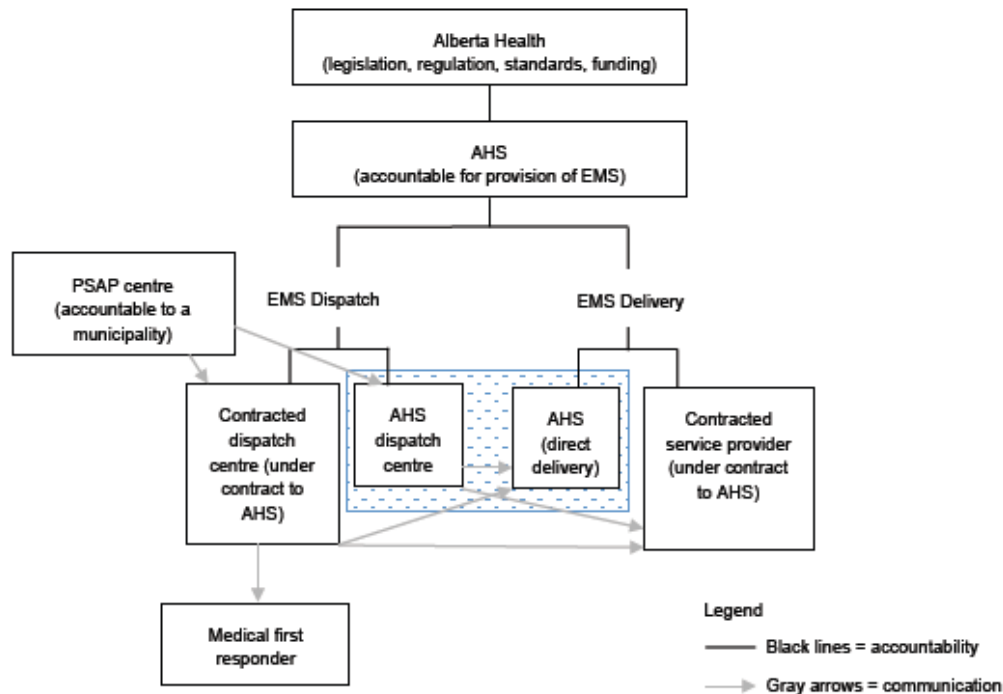 Alberta Health
(legislation, regulation, standards, funding)
AHS
(accountable for provision of EMS)
PSAP centre
(accountable to a
municipality)
EMS Dispatch
EMS Delivery
Contracted
dispatch
centre (under
contract to
AHS)
AHS
dispatch
centre
AHS
(direct
delivery)
Contracted
service provider
(under contract
to AHS)
Medical first
responder
Legend
Black lines = accountability
Gray arrows = communication